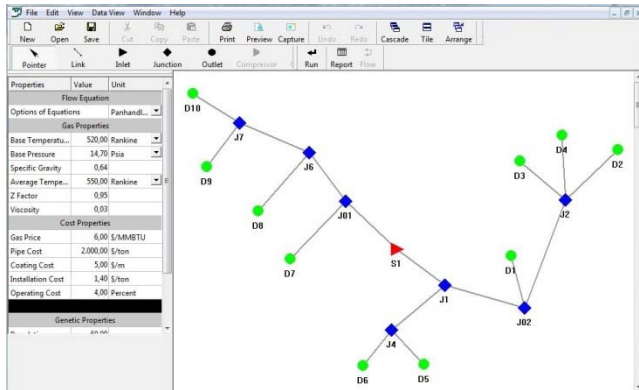 File Edit View Data View Window Help
New Open Save Cut Copy Paste Print Preview Capture Undo Redo Cascade Tile Arrange
Pointer Link Inlet Junction Outlet Compressor Run Report Flow
Properties Value Unit
Flow Equation
Options of Equations Panhandl...
Gas Properties
Base Temperatu... 520,00 Rankine
Base Pressure 14,70 Psia
Specific Gravity 0,64
Average Tempe... 550,00 Rankine
Z Factor 0,95
Viscosity 0,03
Cost Properties
Gas Price 6,00 $/MMBTU
Pipe Cost 2.000,00 $/ton
Coating Cost 5,00 $/m
Installation Cost 1,40 $/ton
Operating Cost 4,00 Percent
Genetic Properties
D10
J7
D9
J6
D8
J01
D7
S1
J1
J4
D6
D5
J02
D1
J2
D3
D4
D2